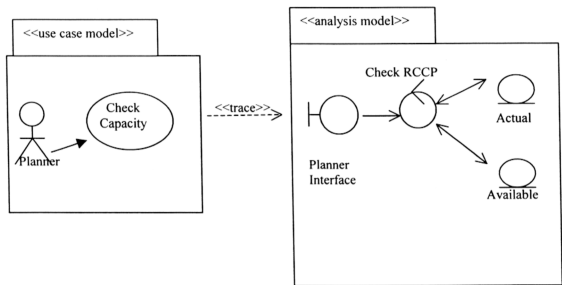 <<use case model>>
<<analysis model>>
Check
Capacity
Planner
<<trace>>
Check RCCP
Planner
Interface
Actual
Available